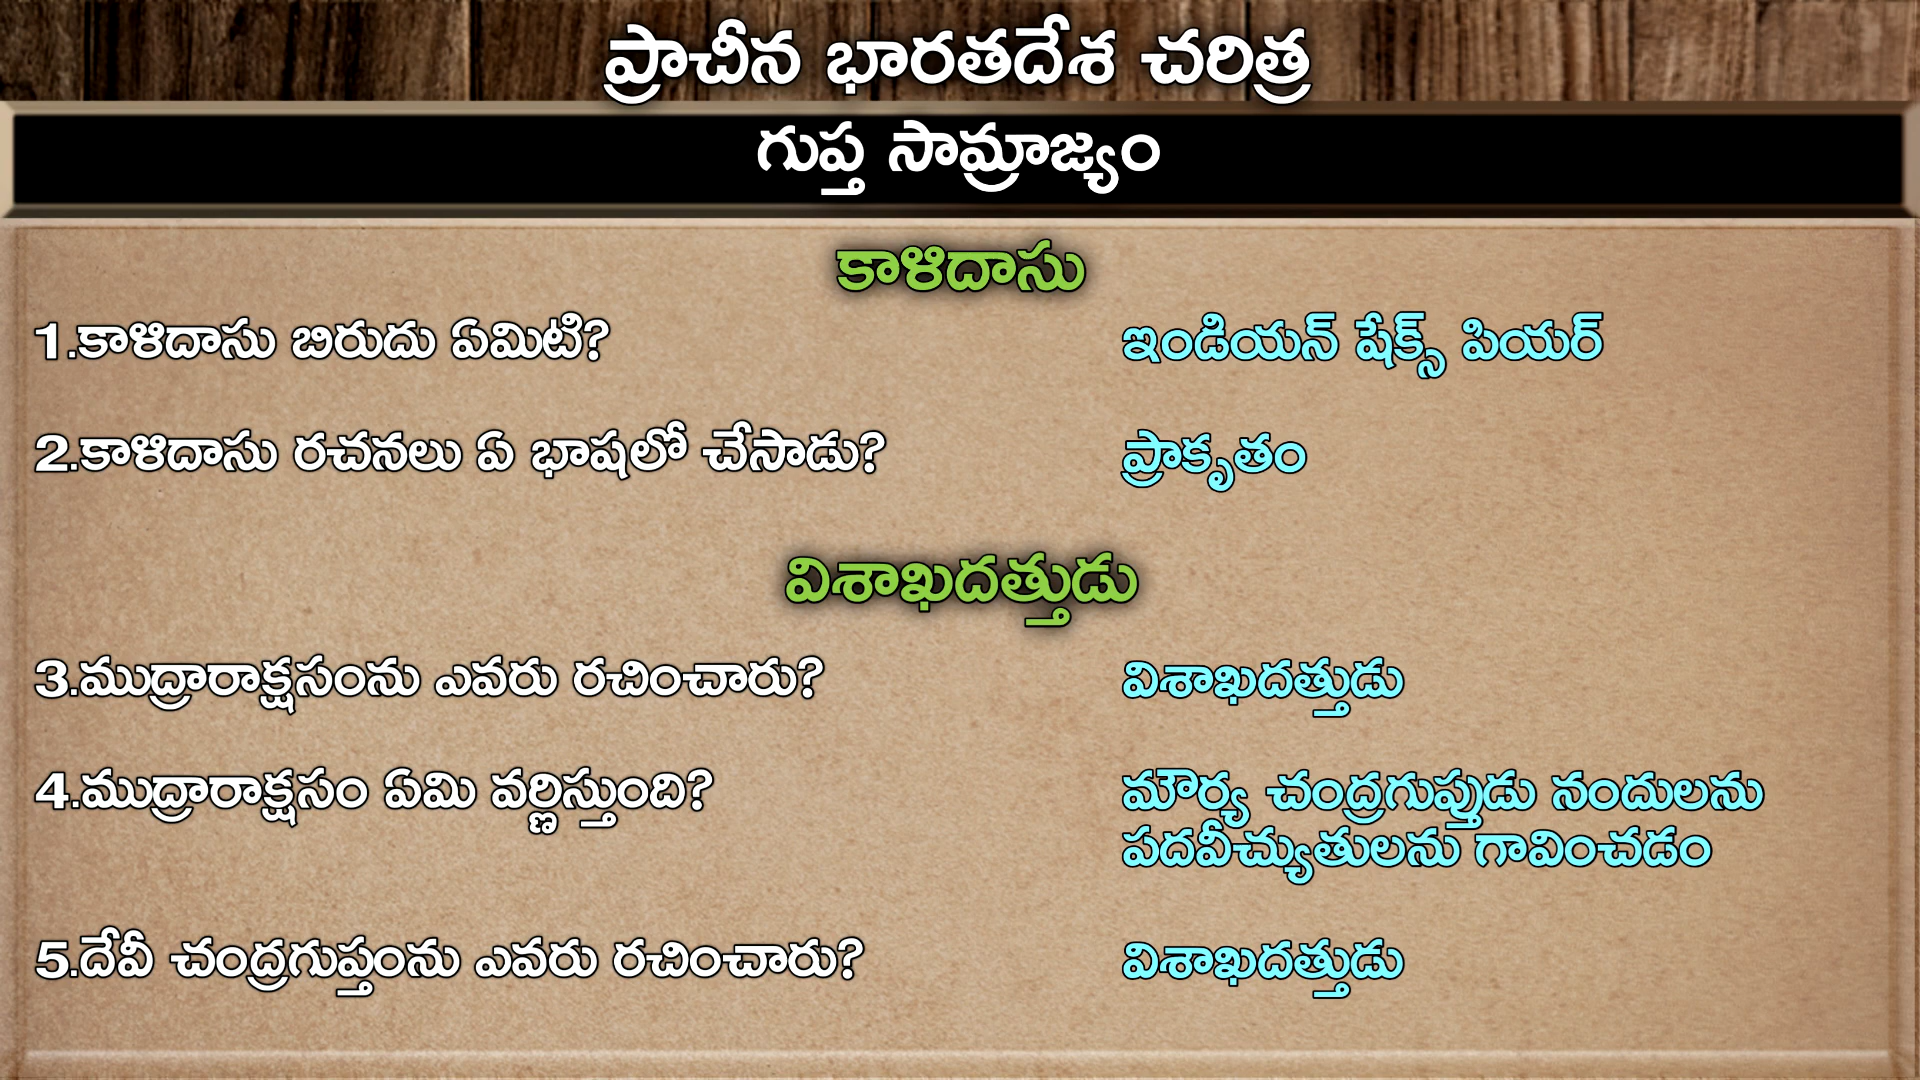 ప్రాచీన భారతదేశ చరిత్ర
గుప్త సామ్రాజ్యం
కాళిదాసు
1.కాళిదాసు బిరుదు ఏమిటి? ఇండియన్ షేక్స్ పియర్
2.కాళిదాసు రచనలు ఏ భాషలో చేసాడు? ప్రాకృతం
విశాఖదత్తుడు
3.ముద్రారాక్షసంను ఎవరు రచించారు? విశాఖదత్తుడు
4.ముద్రారాక్షసం ఏమి వర్ణిస్తుంది? మౌర్య చంద్రగుప్తుడు నందులను
పదవీచ్యుతులను గావించడం
5.దేవీ చంద్రగుప్తంను ఎవరు రచించారు? విశాఖదత్తుడు